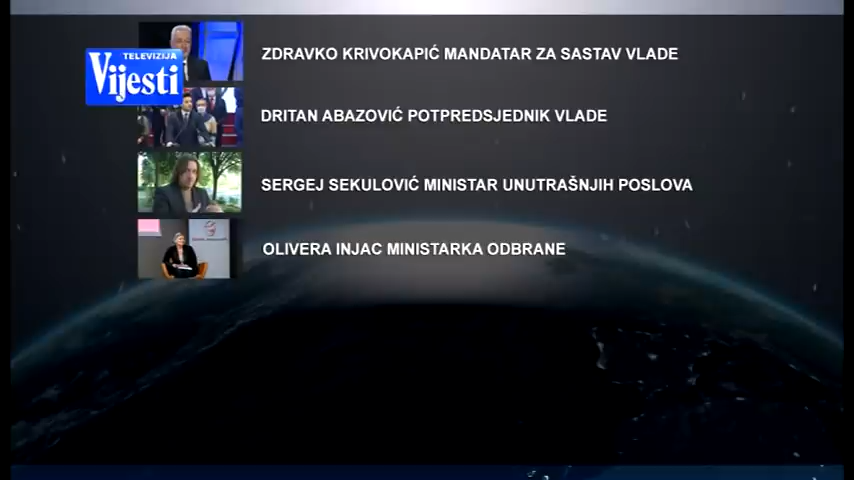 TELEVIZIJA
Vijesti
ZDRAVKO KRIVOKAPIĆ MANDATAR ZA SASTAV VLADE
DRITAN ABAZOVIĆ POTPREDSJEDNIK VLADE
SERGEJ SEKULOVIĆ MINISTAR UNUTRAŠNJIH POSLOVA
OLIVERA INJAC MINISTARKA ODBRANE